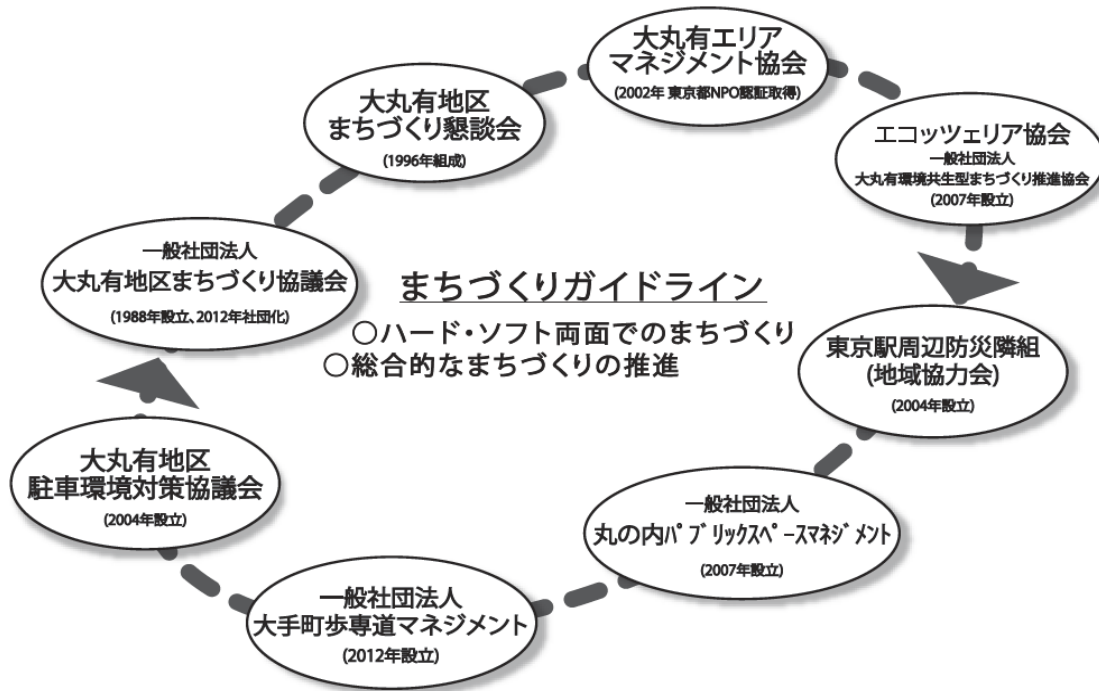 大丸有エリア
マネジメント協会
(2002年 東京都NPO認証取得)
大丸有地区
まちづくり懇談会
(1996年組成)
エコッツェリア協会
一般社団法人
大丸有環境共生型まちづくり推進協会
(2007年設立)
一般社団法人
大丸有地区まちづくり協議会
(1988年設立、2012年社団化)
まちづくりガイドライン
○ハード・ソフト両面でのまちづくり
○総合的なまちづくりの推進
東京駅周辺防災隣組
(地域協力会)
(2004年設立)
大丸有地区
駐車環境対策協議会
(2004年設立)
一般社団法人
丸の内パブリックスペースマネジメント
(2007年設立)
一般社団法人
大手町歩専道マネジメント
(2012年設立)